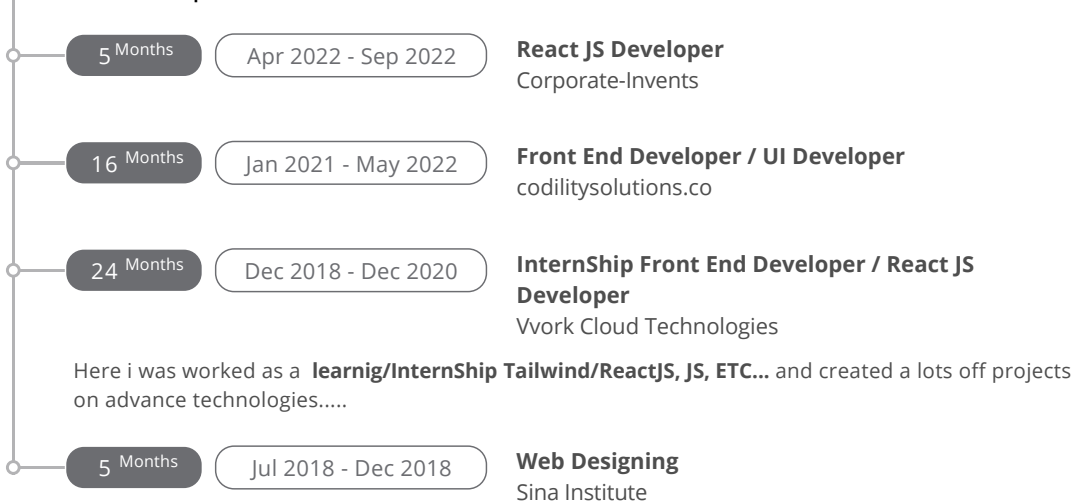 5 Months Apr 2022 - Sep 2022 React JS Developer
Corporate-Invents
16 Months Jan 2021 - May 2022 Front End Developer / UI Developer
codilitysolutions.co
24 Months Dec 2018 - Dec 2020 InternShip Front End Developer / React JS
Developer
Vvork Cloud Technologies
Here i was worked as a learnig/InternShip Tailwind/ReactJS, JS, ETC... and created a lots off projects
on advance technologies.....
5 Months Jul 2018 - Dec 2018 Web Designing
Sina Institute